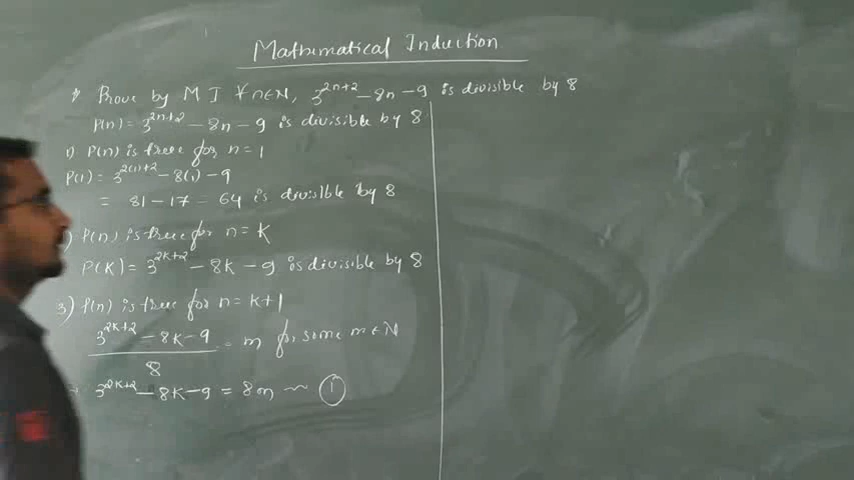 Mathematical Induction
Prove by M I ∀ n∈N, 3^{2n+2} - 8n - 9 is divisible by 8
P(n) = 3^{2n+2} - 8n - 9 is divisible by 8
1) P(n) is true for n = 1
P(1) = 3^{2(1)+2} - 8(1) - 9
= 81 - 17 = 64 is divisible by 8
) P(n) is true for n = K
P(K) = 3^{2K+2} - 8K - 9 is divisible by 8
3) P(n) is true for n = K+1
3^{2K+2} - 8K - 9 / 8 = m for some m ∈ N
3^{2K+2} - 8K - 9 = 8m ~ ①